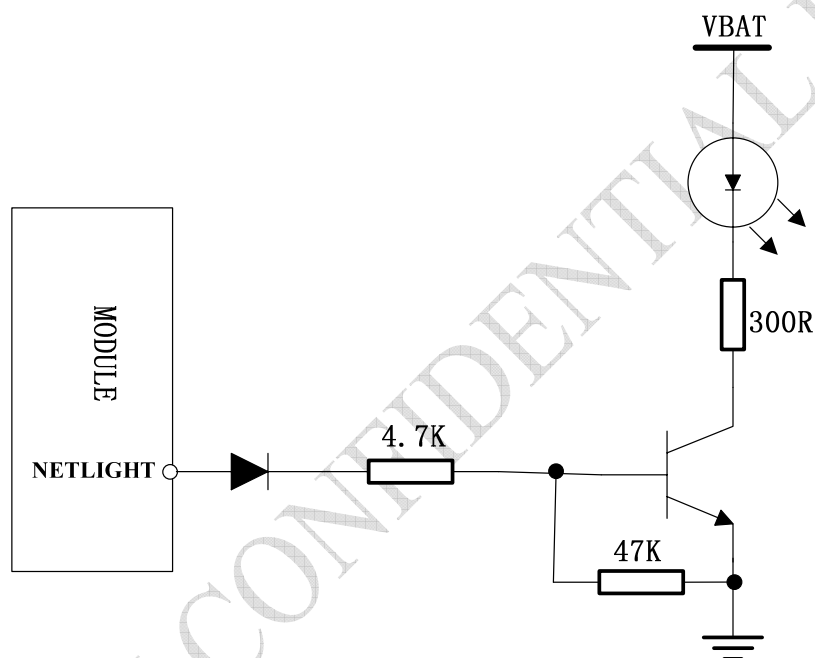 VBAT
300R
MODULE
4.7K
NETLIGHT
47K
CONFIDENTIAL